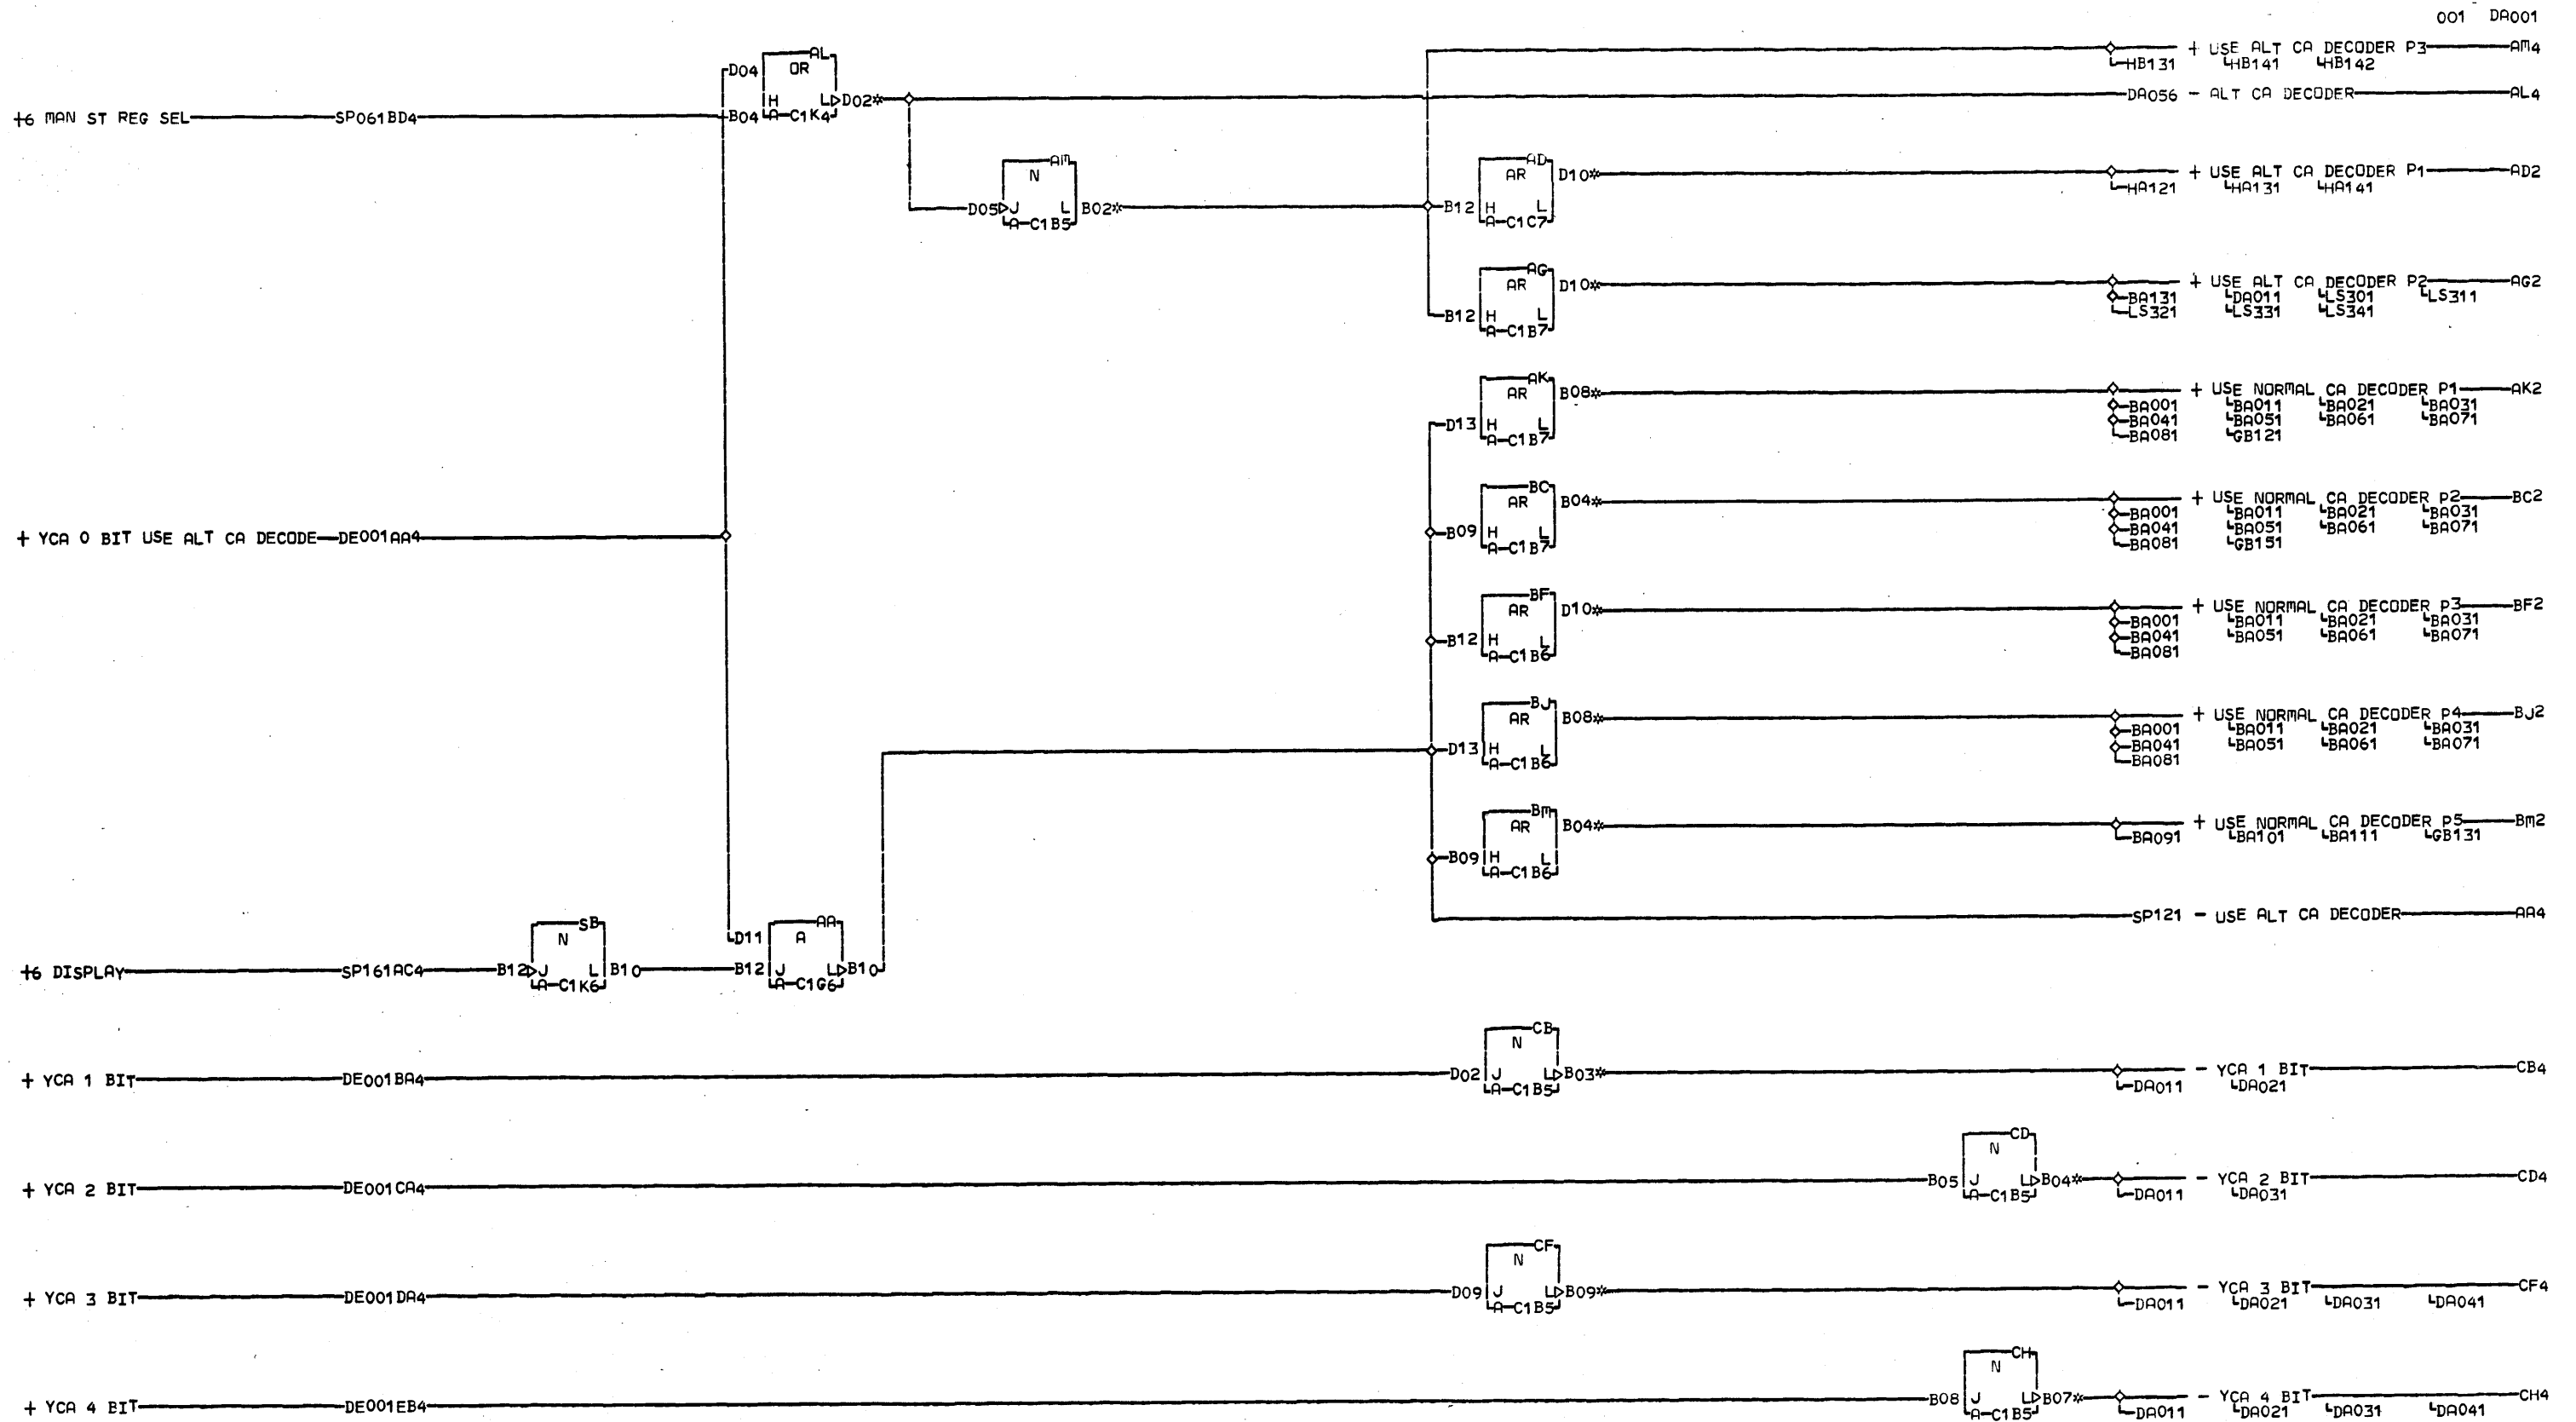 001 DA001
+ USE ALT CA DECODER P3 AM4
HB131 HB141 HB142
D04 AL OR
+6 MAN ST REG SEL SP061BD4 B04 H L D02* DA056 - ALT CA DECODER AL4
A-C1K4
AM N
D05 J L B02*
A-C1B5
AD AR D10* + USE ALT CA DECODER P1 AD2
HA121 HA131 HA141
B12 H L
A-C1C7
AG AR D10* + USE ALT CA DECODER P2 AG2
BA131 DA011 LS301 LS311
LS321 LS331 LS341
B12 H L
A-C1B7
AK AR B08* + USE NORMAL CA DECODER P1 AK2
BA001 BA011 BA021 BA031
BA041 BA051 BA061 BA071
BA081 GB121
D13 H L
A-C1B7
BC AR B04* + USE NORMAL CA DECODER P2 BC2
BA001 BA011 BA021 BA031
BA041 BA051 BA061 BA071
BA081 GB151
B09 H L
A-C1B7
+ YCA 0 BIT USE ALT CA DECODE DE001AA4
BF AR D10* + USE NORMAL CA DECODER P3 BF2
BA001 BA011 BA021 BA031
BA041 BA051 BA061 BA071
BA081
B12 H L
A-C1B6
BJ AR B08* + USE NORMAL CA DECODER P4 BJ2
BA001 BA011 BA021 BA031
BA041 BA051 BA061 BA071
BA081
D13 H L
A-C1B6
BM AR B04* + USE NORMAL CA DECODER P5 BM2
BA091 BA101 BA111 GB131
B09 H L
A-C1B6
SP121 - USE ALT CA DECODER AA4
SB N D11 AA A
+6 DISPLAY SP161AC4 B12 J L B10 B12 J L B10
A-C1K6 A-C1G6
CB N
+ YCA 1 BIT DE001BA4 D02 J L B03* - YCA 1 BIT CB4
A-C1B5 DA011 DA021
CD N
+ YCA 2 BIT DE001CA4 B05 J L B04* - YCA 2 BIT CD4
A-C1B5 DA011 DA031
CF N
+ YCA 3 BIT DE001DA4 D09 J L B09* - YCA 3 BIT CF4
A-C1B5 DA011 DA021 DA031 DA041
CH N
+ YCA 4 BIT DE001EB4 B08 J L B07* - YCA 4 BIT CH4
A-C1B5 DA011 DA021 DA031 DA041